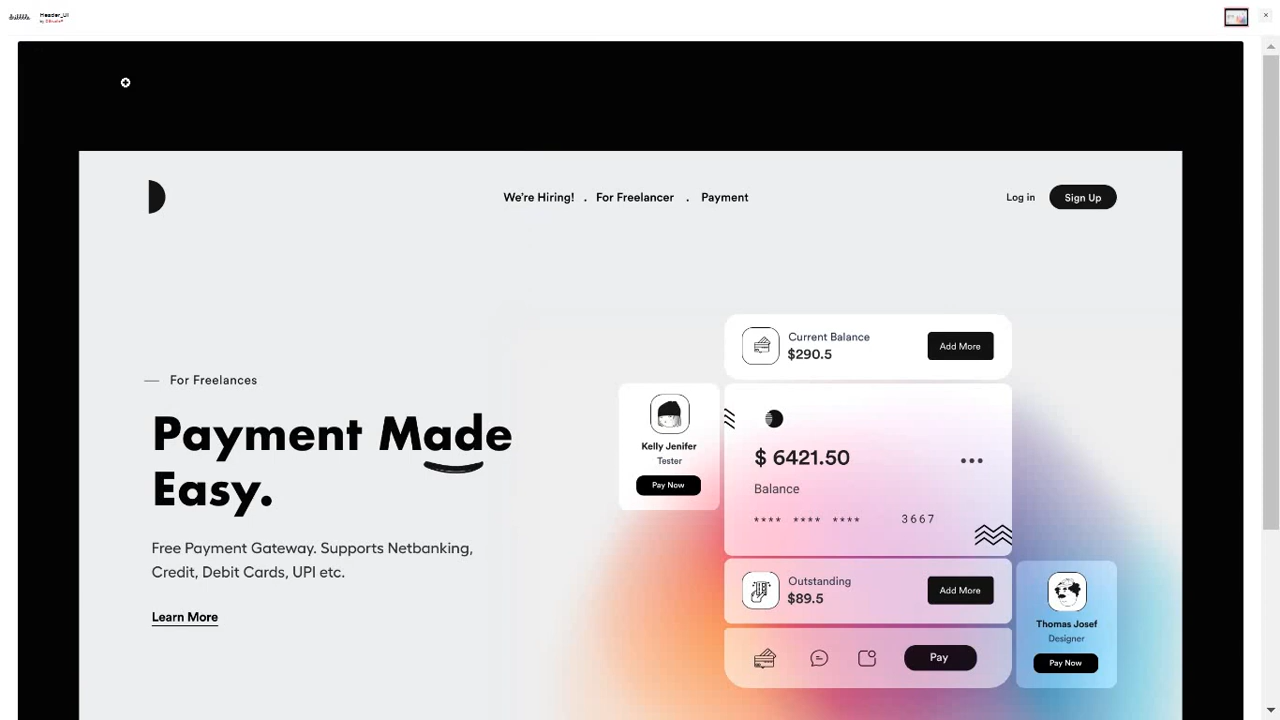 dribbble
Header_UI
We're Hiring! . For Freelancer . Payment
Log in
Sign Up
Current Balance
$290.5
Add More
For Freelances
Payment Made
Easy.
Free Payment Gateway. Supports Netbanking,
Credit, Debit Cards, UPI etc.
Learn More
Kelly Jenifer
Tester
Pay Now
$ 6421.50
Balance
**** **** **** 3667
Outstanding
$89.5
Add More
Pay
Thomas Josef
Designer
Pay Now